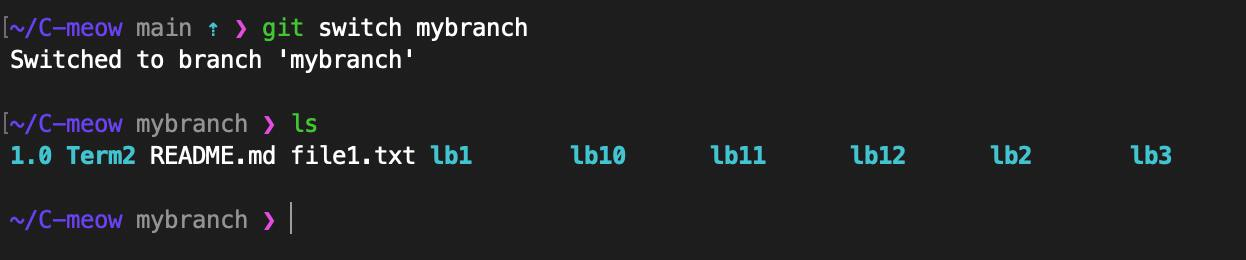 [~/C-meow main ⇡ ❯ git switch mybranch
Switched to branch 'mybranch'
[~/C-meow mybranch ❯ ls
1.0 Term2 README.md file1.txt lb1 lb10 lb11 lb12 lb2 lb3
~/C-meow mybranch ❯